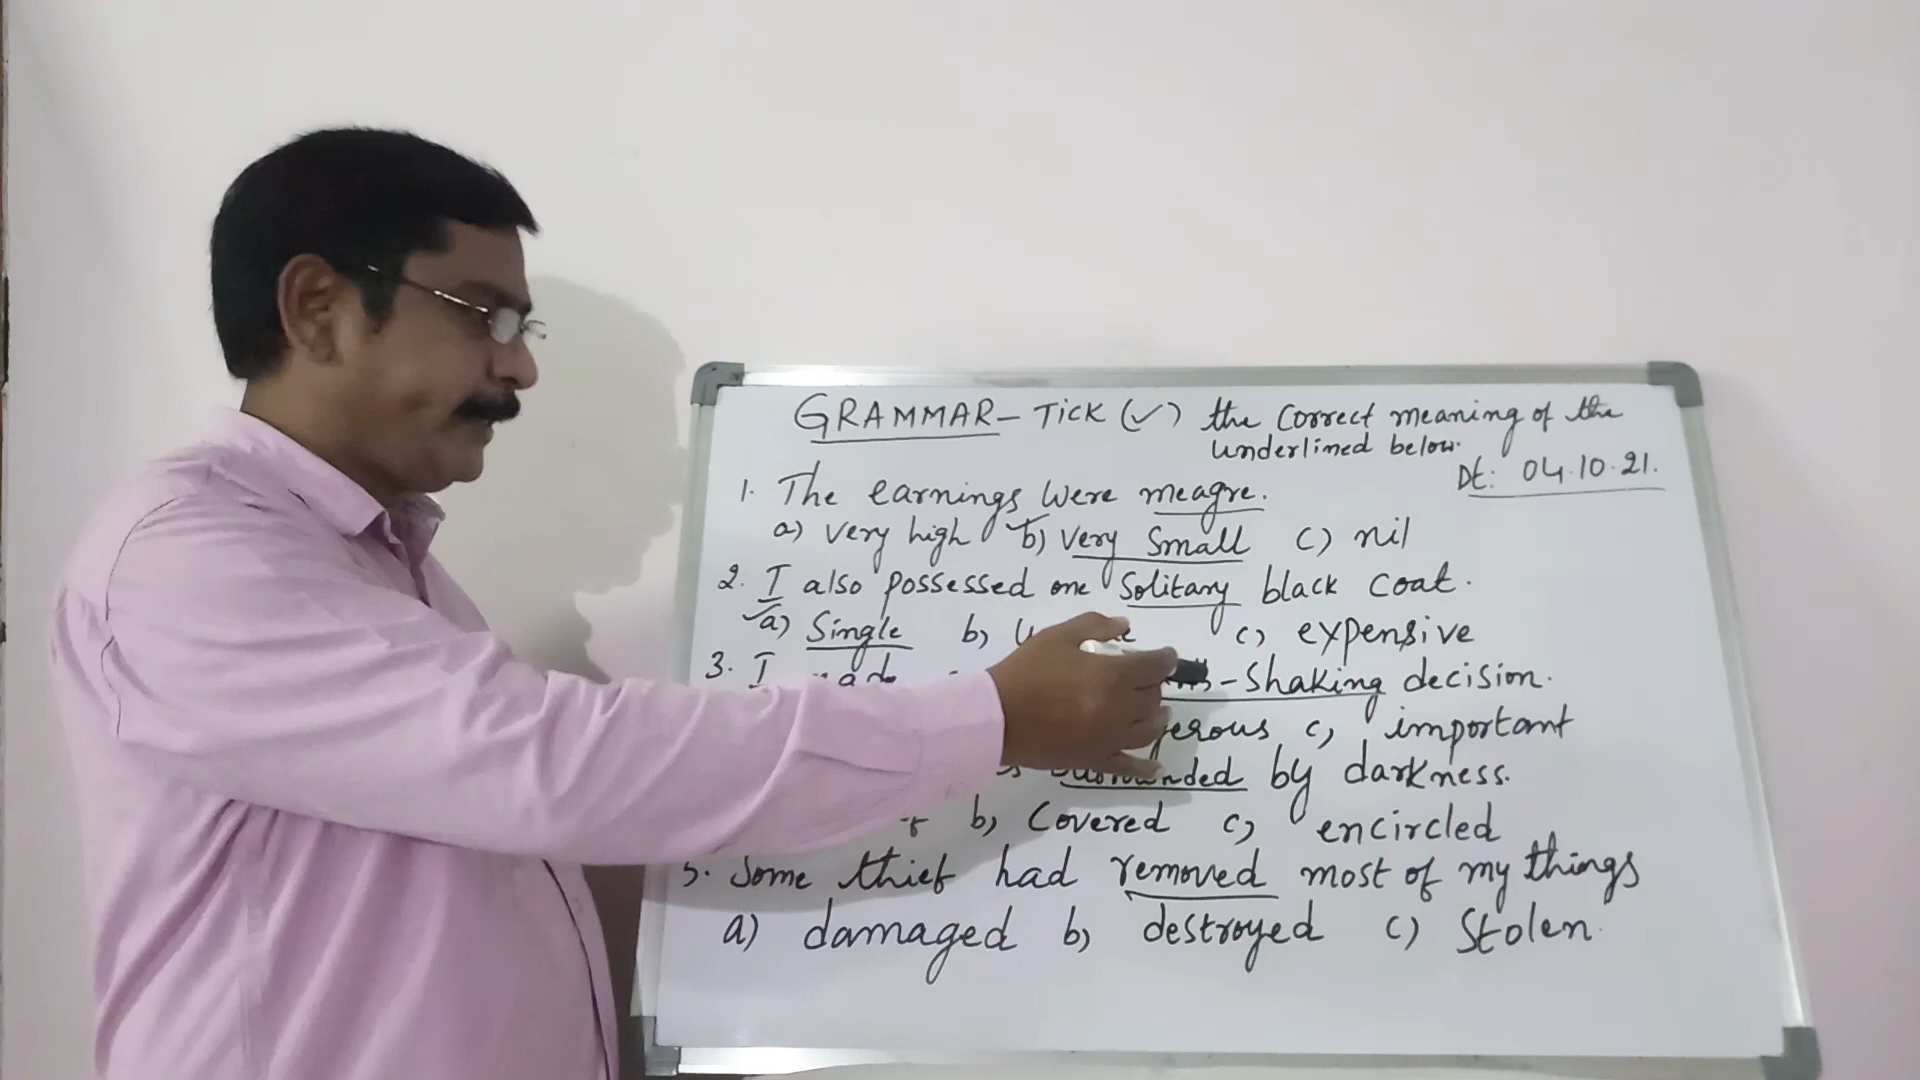 GRAMMAR - TICK (✓) the correct meaning of the
underlined below.
Dt: 04.10.21.
1. The earnings were meagre.
a) very high b) very small c) nil
2. I also possessed one solitary black coat.
a) Single b) c) expensive
3. I - Shaking decision.
c) important
by darkness.
b) Covered c) encircled
5. Some thief had removed most of my things
a) damaged b) destroyed c) Stolen.